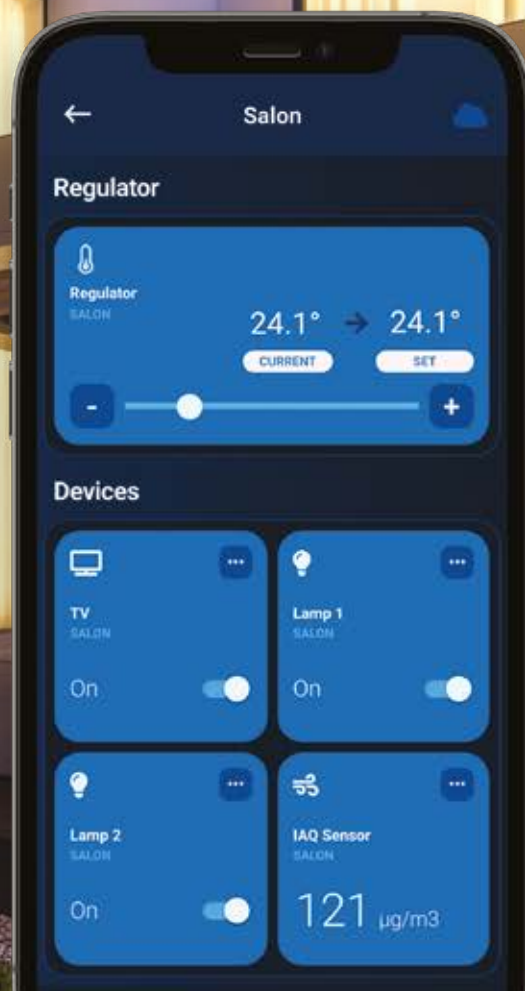 Salon
Regulator
Regulator
SALON
24.1° → 24.1°
CURRENT SET
- +
Devices
TV
SALON
On
Lamp 1
SALON
On
Lamp 2
SALON
On
IAQ Sensor
SALON
121 µg/m3